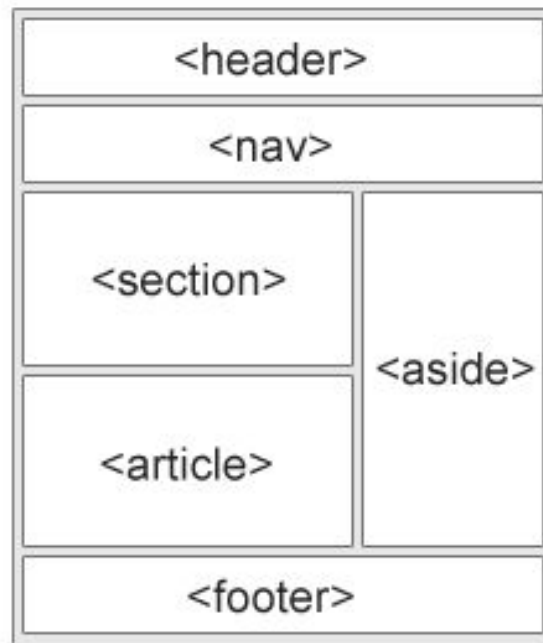 <header>
<nav>
<section>
<aside>
<article>
<footer>